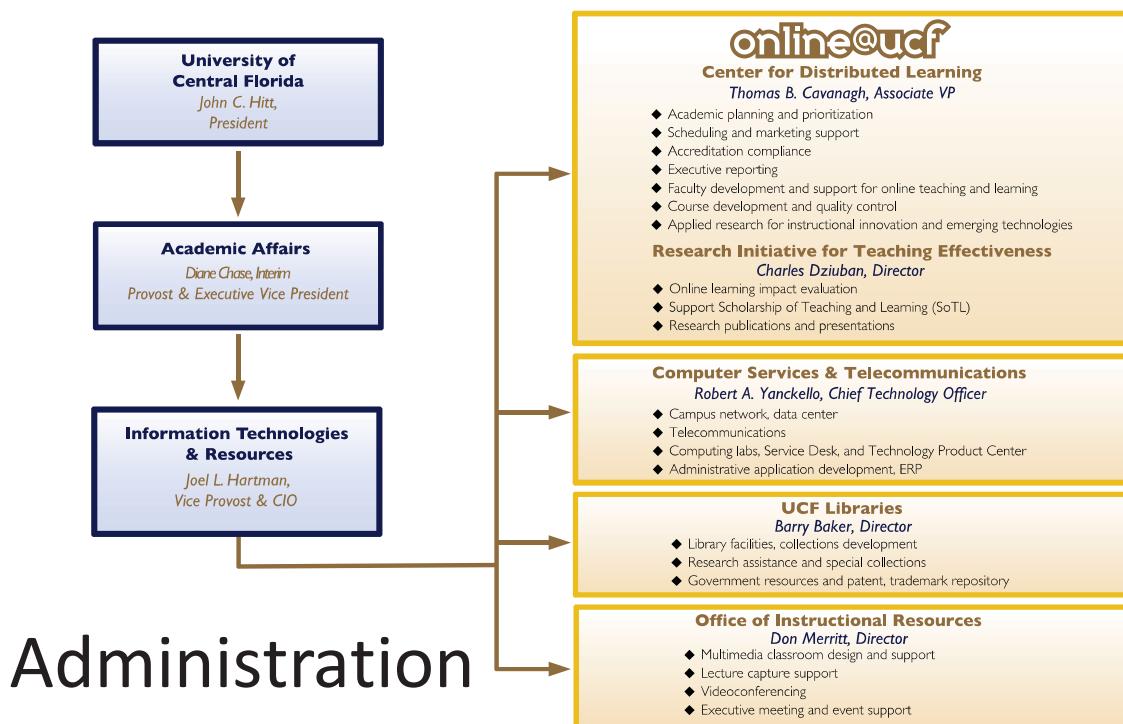 University of
Central Florida
John C. Hitt,
President
Academic Affairs
Diane Chase, Interim
Provost & Executive Vice President
Information Technologies
& Resources
Joel L. Hartman,
Vice Provost & CIO
Administration
online@ucf
Center for Distributed Learning
Thomas B. Cavanagh, Associate VP
◆ Academic planning and prioritization
◆ Scheduling and marketing support
◆ Accreditation compliance
◆ Executive reporting
◆ Faculty development and support for online teaching and learning
◆ Course development and quality control
◆ Applied research for instructional innovation and emerging technologies
Research Initiative for Teaching Effectiveness
Charles Dziuban, Director
◆ Online learning impact evaluation
◆ Support Scholarship of Teaching and Learning (SoTL)
◆ Research publications and presentations
Computer Services & Telecommunications
Robert A. Yanckello, Chief Technology Officer
◆ Campus network, data center
◆ Telecommunications
◆ Computing labs, Service Desk, and Technology Product Center
◆ Administrative application development, ERP
UCF Libraries
Barry Baker, Director
◆ Library facilities, collections development
◆ Research assistance and special collections
◆ Government resources and patent, trademark repository
Office of Instructional Resources
Don Merritt, Director
◆ Multimedia classroom design and support
◆ Lecture capture support
◆ Videoconferencing
◆ Executive meeting and event support